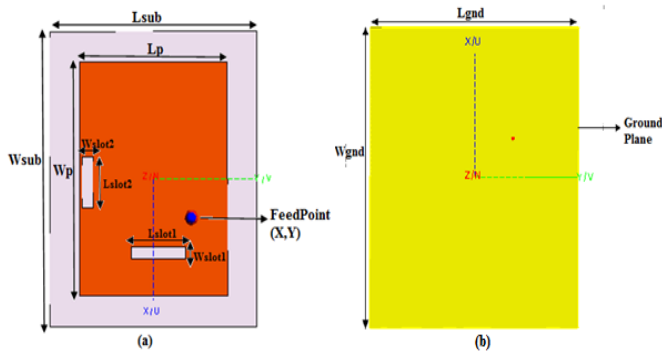 Lsub
Lp
Wslot2
Lslot2
Wsub
Wp
Z/N
Y/V
FeedPoint
(X,Y)
Lslot1
Wslot1
X/U
(a)
Lgnd
X/U
Ground
Plane
Wgnd
Z/N
Y/V
(b)